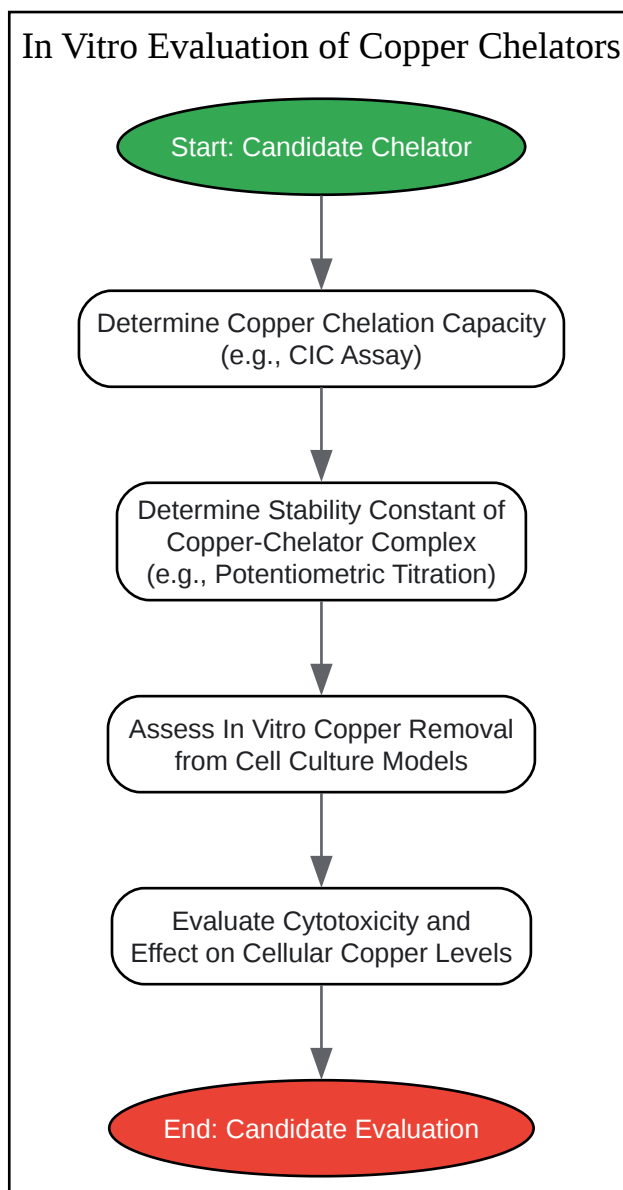 In Vitro Evaluation of Copper Chelators
Start: Candidate Chelator
Determine Copper Chelation Capacity
(e.g., CIC Assay)
Determine Stability Constant of
Copper-Chelator Complex
(e.g., Potentiometric Titration)
Assess In Vitro Copper Removal
from Cell Culture Models
Evaluate Cytotoxicity and
Effect on Cellular Copper Levels
End: Candidate Evaluation